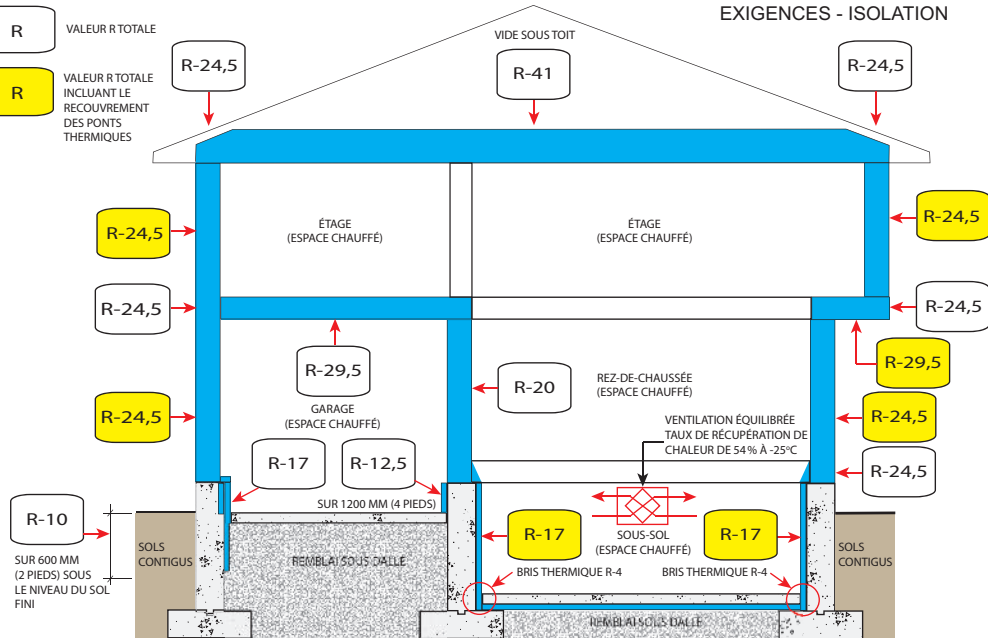 EXIGENCES - ISOLATION
R
VALEUR R TOTALE
R
VALEUR R TOTALE
INCLUANT LE
RECOUVREMENT
DES PONTS
THERMIQUES
VIDE SOUS TOIT
R-24,5
R-41
R-24,5
R-24,5
ÉTAGE
(ESPACE CHAUFFÉ)
ÉTAGE
(ESPACE CHAUFFÉ)
R-24,5
R-24,5
R-24,5
R-29,5
R-29,5
R-20
REZ-DE-CHAUSSÉE
(ESPACE CHAUFFÉ)
R-24,5
GARAGE
(ESPACE CHAUFFÉ)
R-24,5
VENTILATION ÉQUILIBRÉE
TAUX DE RÉCUPÉRATION DE
CHALEUR DE 54 % À -25°C
R-17
R-12,5
R-24,5
SUR 1200 MM (4 PIEDS)
R-10
SUR 600 MM
(2 PIEDS) SOUS
LE NIVEAU DU SOL
FINI
SOLS
CONTIGUS
REMBLAI SOUS DALLE
R-17
SOUS-SOL
(ESPACE CHAUFFÉ)
R-17
SOLS
CONTIGUS
BRIS THERMIQUE R-4
BRIS THERMIQUE R-4
REMBLAI SOUS DALLE